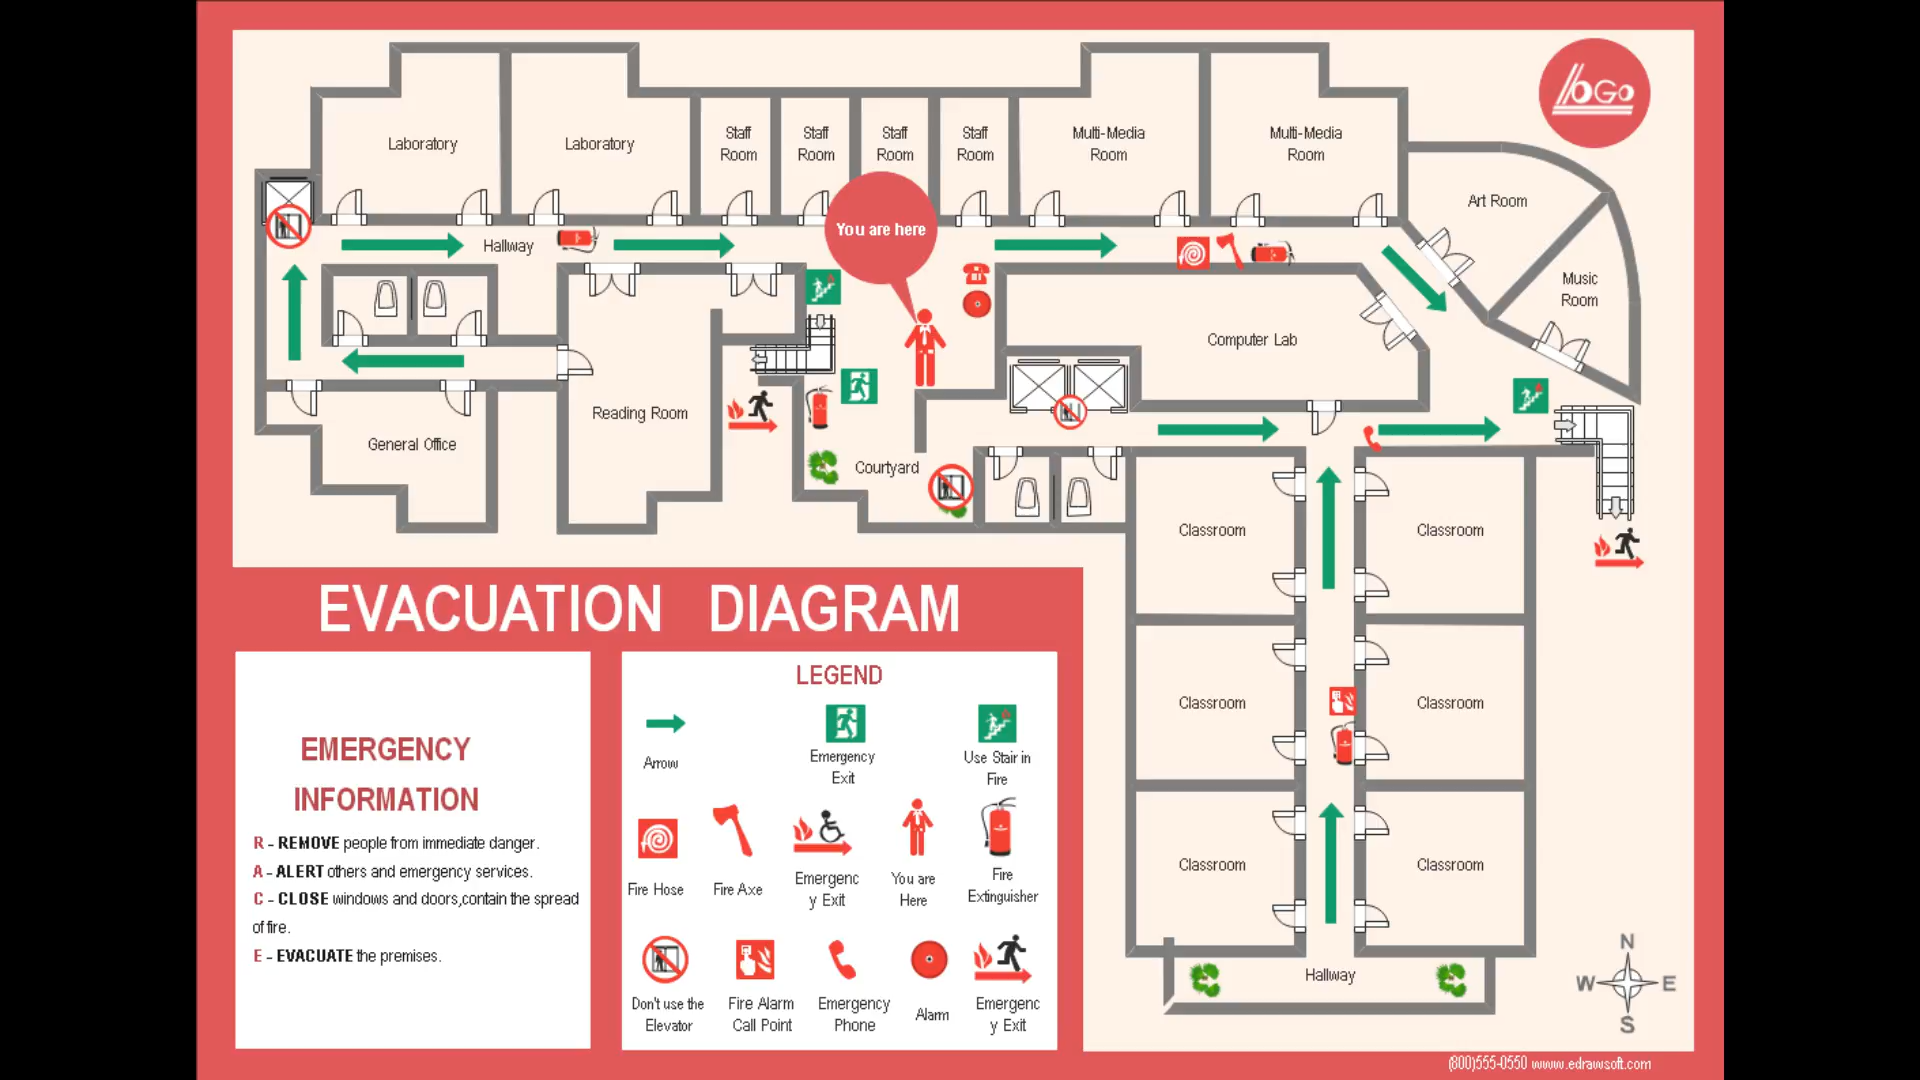 LOGo
Laboratory
Laboratory
Staff
Room
Staff
Room
Staff
Room
Staff
Room
Multi-Media
Room
Multi-Media
Room
Art Room
Music
Room
Hallway
You are here
Computer Lab
Reading Room
General Office
Courtyard
Classroom
Classroom
Classroom
Classroom
Classroom
Classroom
Hallway
EVACUATION DIAGRAM
EMERGENCY
INFORMATION
R - REMOVE people from immediate danger.
A - ALERT others and emergency services.
C - CLOSE windows and doors,contain the spread
of fire.
E - EVACUATE the premises.
LEGEND
Arrow
Emergency
Exit
Use Stair in
Fire
Fire Hose
Fire Axe
Emergenc
y Exit
You are
Here
Fire
Extinguisher
Don't use the
Elevator
Fire Alarm
Call Point
Emergency
Phone
Alarm
Emergenc
y Exit
N
W
E
S
(800)555-0550 www.edrawsoft.com